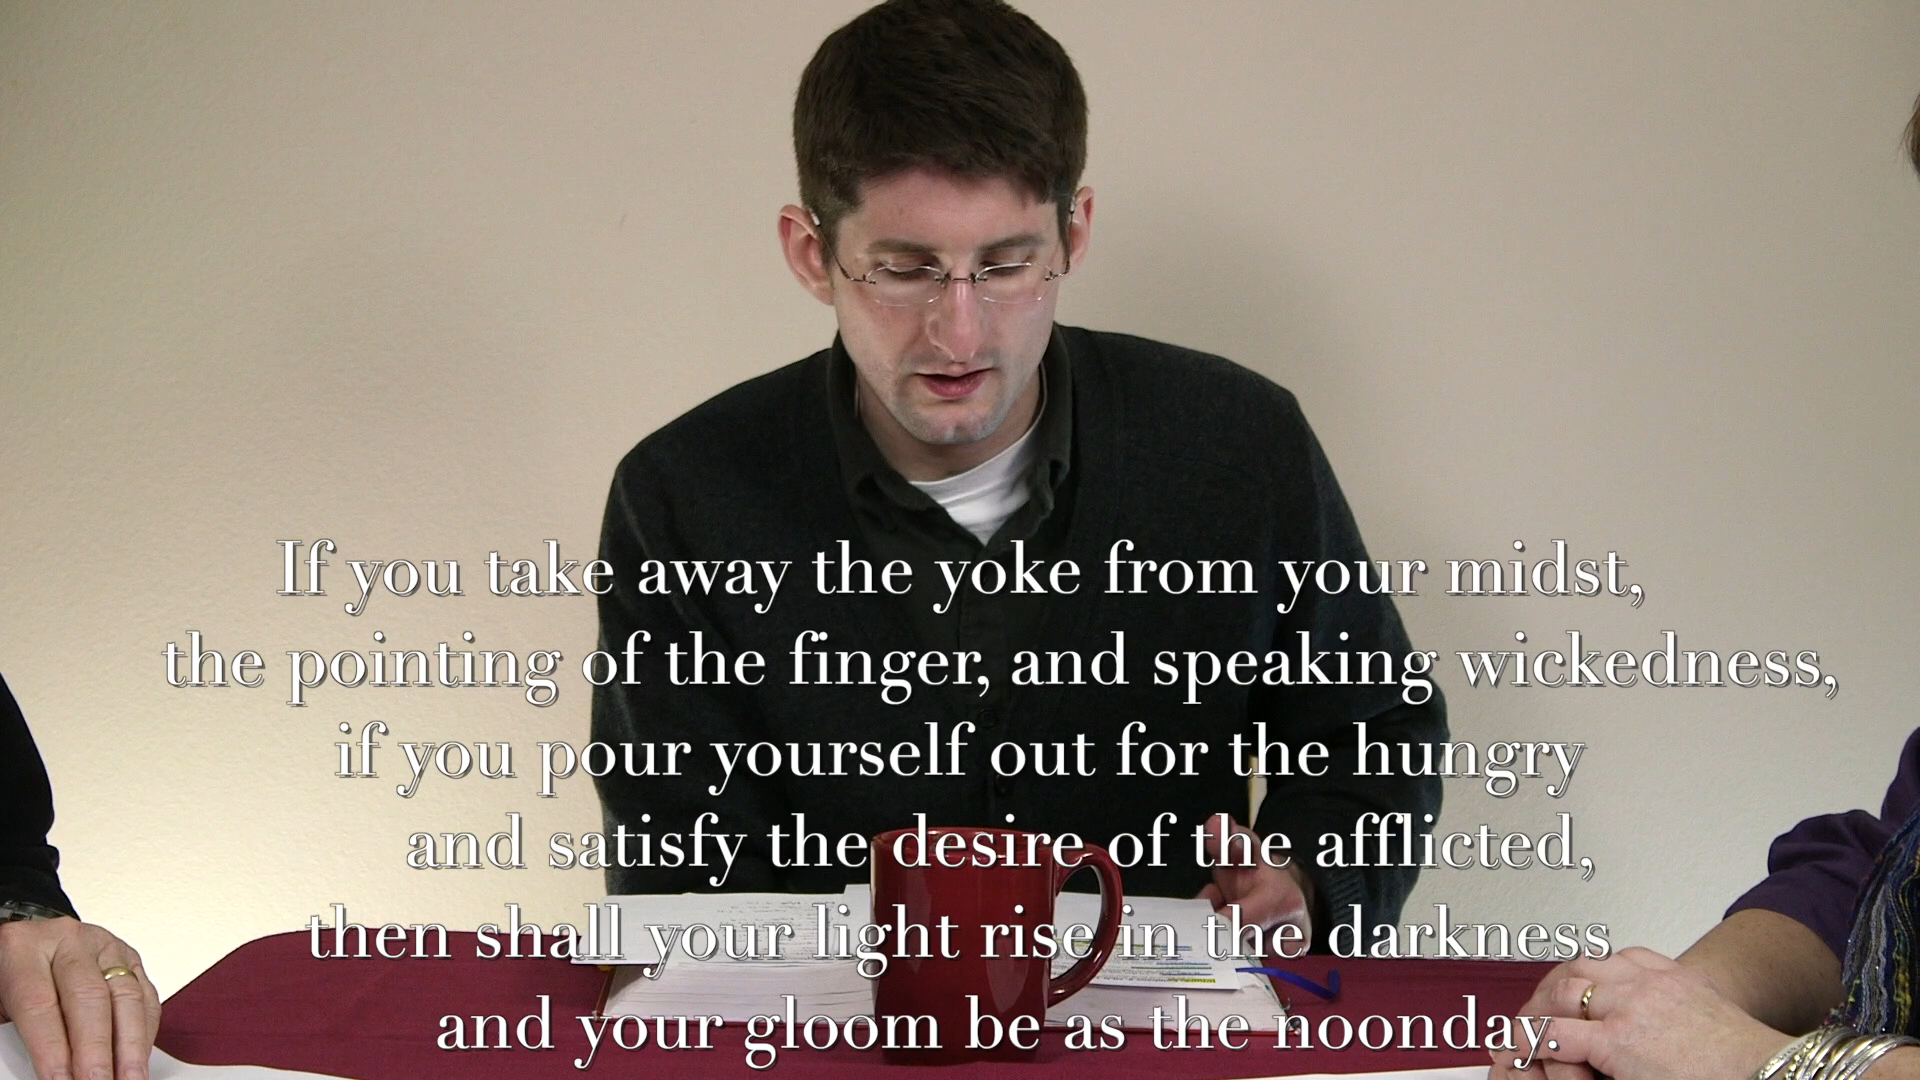 If you take away the yoke from your midst,
the pointing of the finger, and speaking wickedness,
if you pour yourself out for the hungry
and satisfy the desire of the afflicted,
then shall your light rise in the darkness
and your gloom be as the noonday.